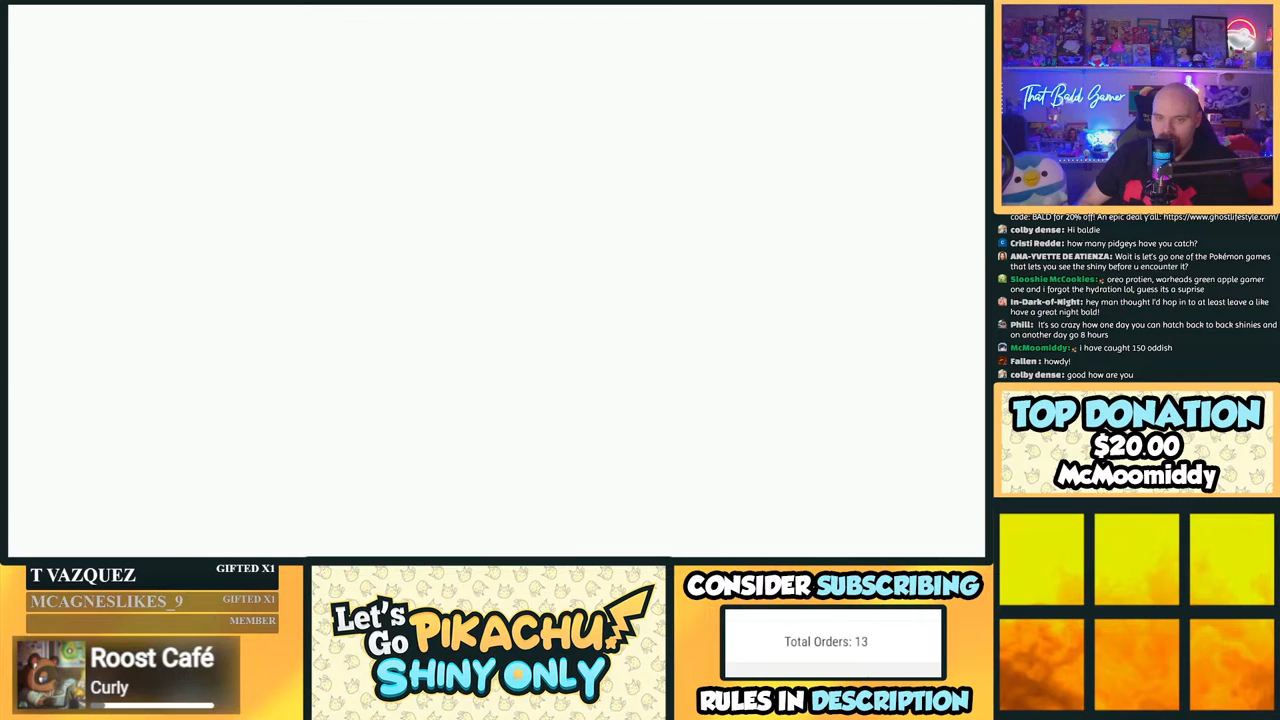 That Bald Gamer
code: BALD for 20% off! An epic deal y'all: https://www.ghostlifestyle.com/
colby dense: Hi baldie
Cristi Redde: how many pidgeys have you catch?
ANA-YVETTE DE ATIENZA: Wait is let's go one of the Pokémon games
that lets you see the shiny before u encounter it?
Slooshie McCookies: oreo protien, warheads green apple gamer
one and i forgot the hydration lol, guess its a suprise
In-Dark-of-Night: hey man thought I'd hop in to at least leave a like
have a great night bald!
Phill: It's so crazy how one day you can hatch back to back shinies and
on another day go 8 hours
McMoomiddy: i have caught 150 oddish
Fallen: howdy!
colby dense: good how are you
TOP DONATION
$20.00
McMoomiddy
T VAZQUEZ GIFTED X1
MCAGNESLIKES_9 GIFTED X1
MEMBER
Roost Café
Curly
Let's
Go PIKACHU
SHINY ONLY
CONSIDER SUBSCRIBING
Total Orders: 13
RULES IN DESCRIPTION